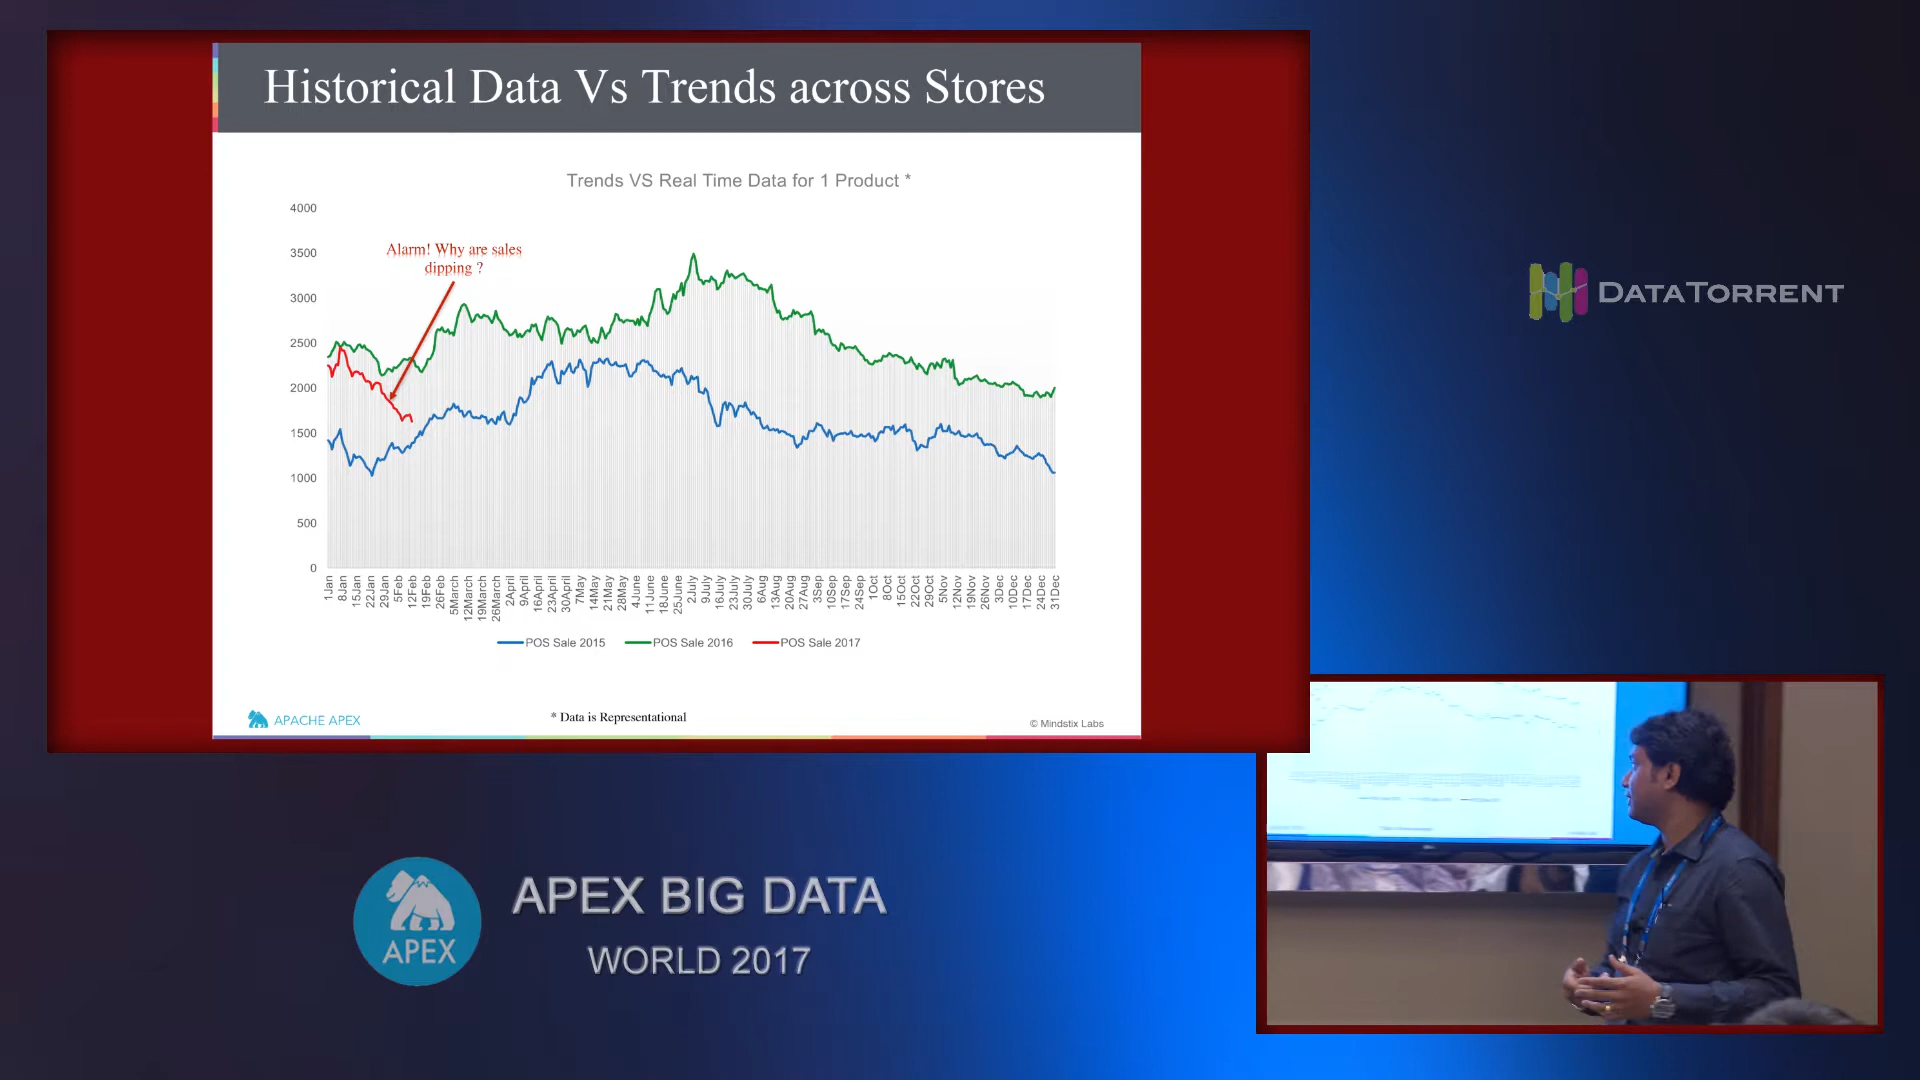 Historical Data Vs Trends across Stores
Trends VS Real Time Data for 1 Product *
4000
3500
3000
2500
2000
1500
1000
500
0
Alarm! Why are sales
dipping ?
1Jan
8Jan
15Jan
22Jan
29Jan
5Feb
12Feb
19Feb
26Feb
5March
12March
19March
26March
2April
9April
16April
23April
30April
7May
14May
21May
28May
4June
11June
18June
25June
2July
9July
16July
23July
30July
6Aug
13Aug
20Aug
27Aug
3Sep
10Sep
17Sep
24Sep
1Oct
8Oct
15Oct
22Oct
29Oct
5Nov
12Nov
19Nov
26Nov
3Dec
10Dec
17Dec
24Dec
31Dec
POS Sale 2015
POS Sale 2016
POS Sale 2017
APACHE APEX
* Data is Representational
© Mindstix Labs
DATATORRENT
APEX
APEX BIG DATA
WORLD 2017